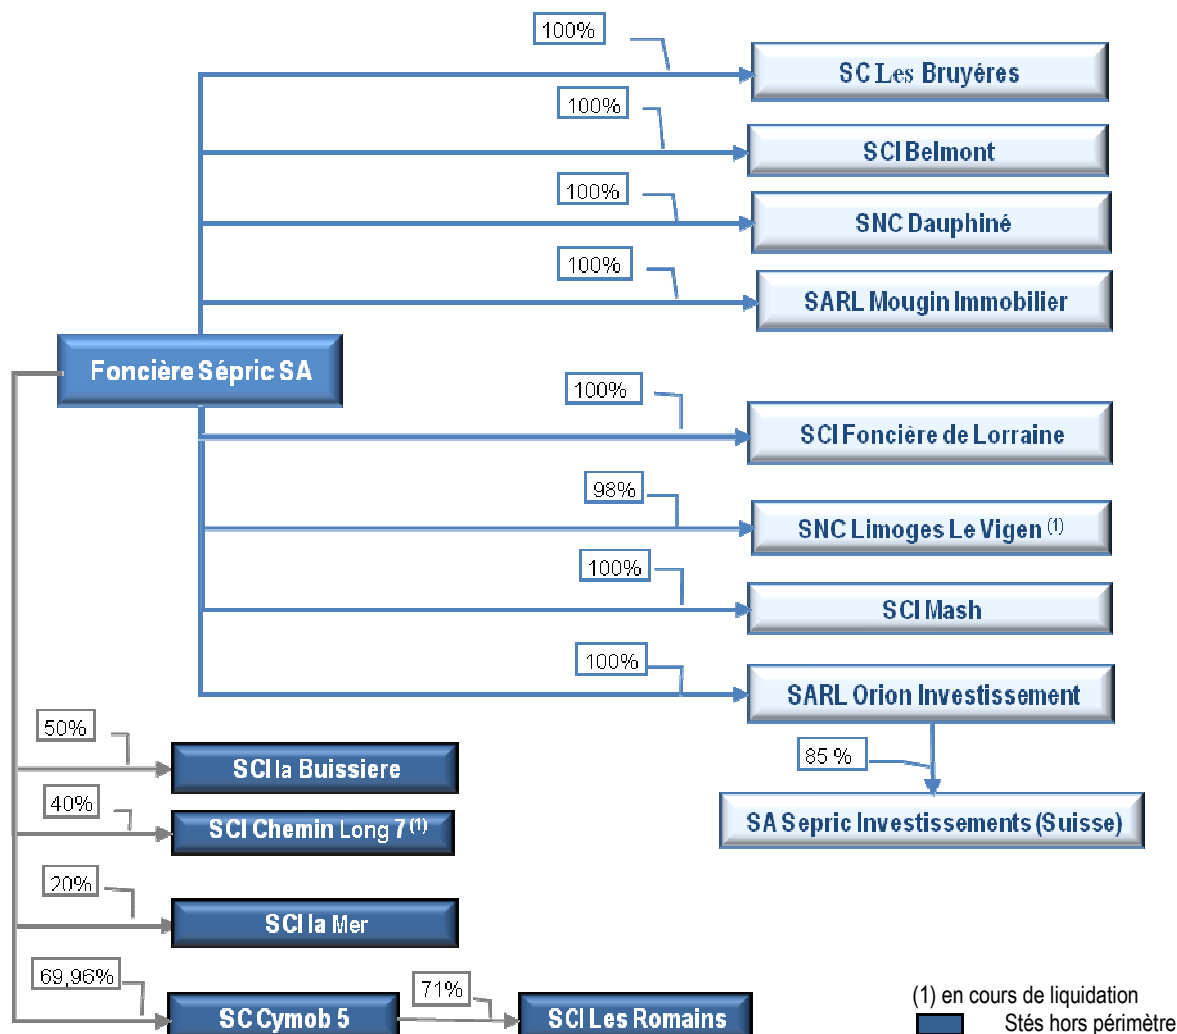 100%
SC Les Bruyéres
100%
SCI Belmont
100%
SNC Dauphiné
100%
SARL Mougin Immobilier
Foncière Sépric SA
100%
SCI Foncière de Lorraine
98%
SNC Limoges Le Vigen (1)
100%
SCI Mash
100%
SARL Orion Investissement
85 %
SA Sepric Investissements (Suisse)
50%
SCI la Buissiere
40%
SCI Chemin Long 7 (1)
20%
SCI la Mer
69,96%
SC Cymob 5
71%
SCI Les Romains
(1) en cours de liquidation
Stés hors périmètre